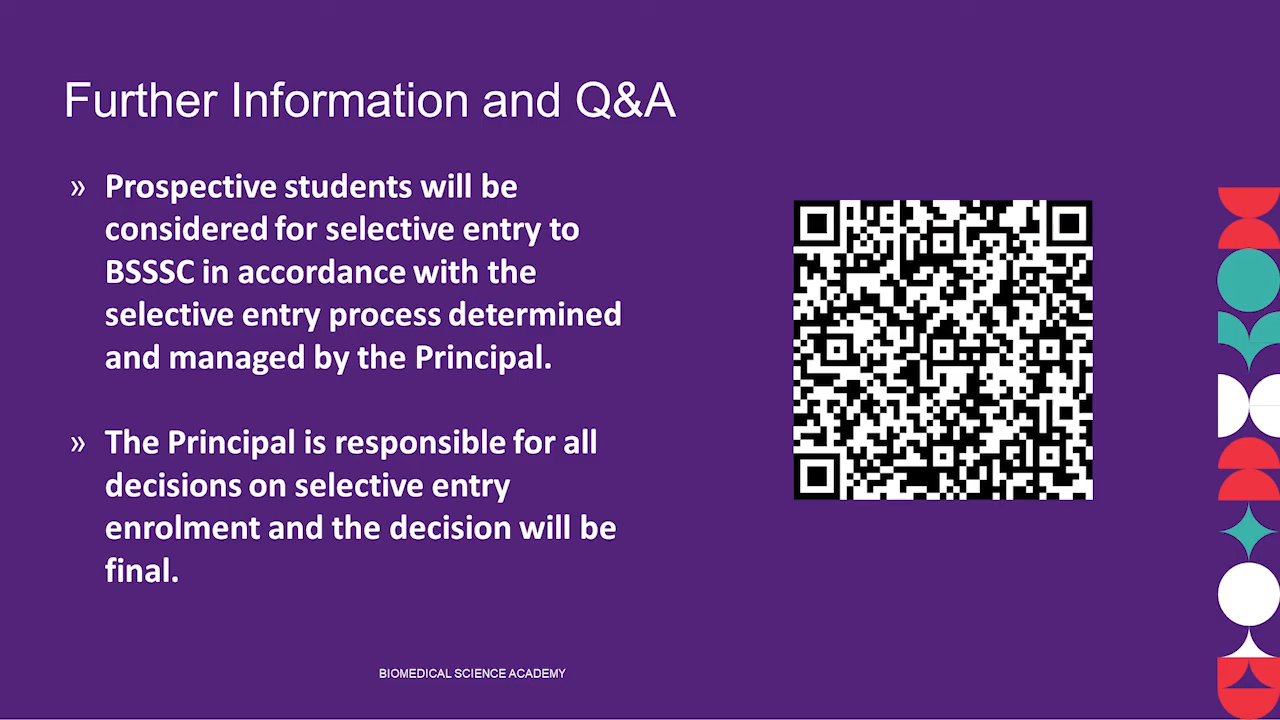 Further Information and Q&A
» Prospective students will be
considered for selective entry to
BSSSC in accordance with the
selective entry process determined
and managed by the Principal.
» The Principal is responsible for all
decisions on selective entry
enrolment and the decision will be
final.
BIOMEDICAL SCIENCE ACADEMY